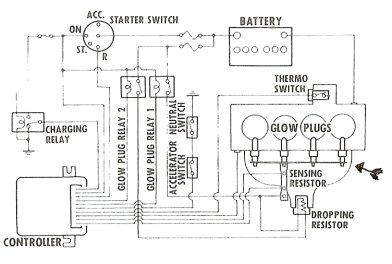 ACC.
STARTER SWITCH
BATTERY
ON
ST.
R
THERMO
SWITCH
CHARGING
RELAY
GLOW PLUG RELAY 2
GLOW PLUG RELAY 1
NEUTRAL
SWITCH
ACCELERATOR
SWITCH
GLOW PLUGS
SENSING
RESISTOR
DROPPING
RESISTOR
CONTROLLER